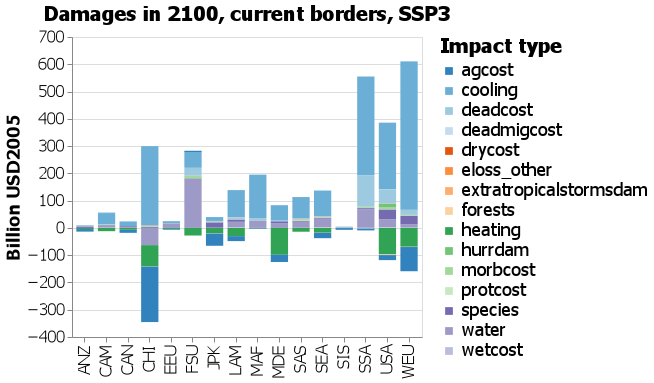 Damages in 2100, current borders, SSP3
700
600
500
400
300
200
100
0
−100
−200
−300
−400
Billion USD2005
ANZ
CAM
CAN
CHI
EEU
FSU
JPK
LAM
MAF
MDE
SAS
SEA
SIS
SSA
USA
WEU
Impact type
agcost
cooling
deadcost
deadmigcost
drycost
eloss_other
extratropicalstormsdam
forests
heating
hurrdam
morbcost
protcost
species
water
wetcost